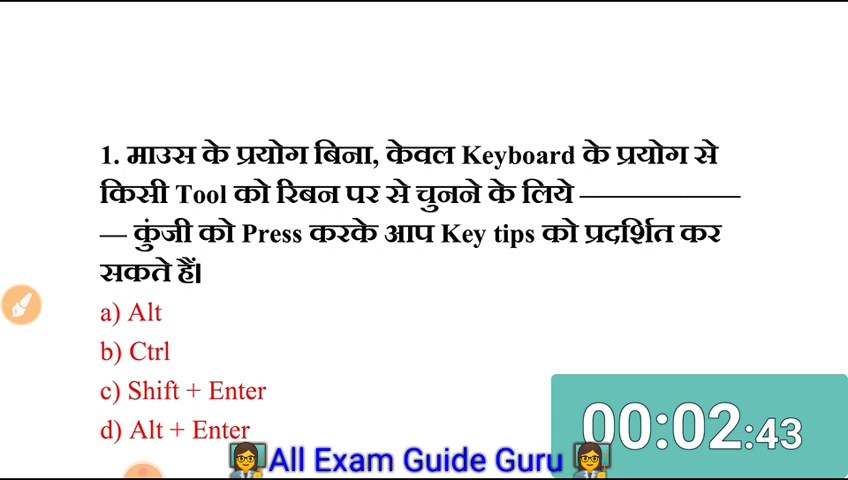 1. माउस के प्रयोग बिना, केवल Keyboard के प्रयोग से
किसी Tool को रिबन पर से चुनने के लिये ——————
— कुंजी को Press करके आप Key tips को प्रदर्शित कर
सकते हैं।
a) Alt
b) Ctrl
c) Shift + Enter
d) Alt + Enter
00:02:43
All Exam Guide Guru